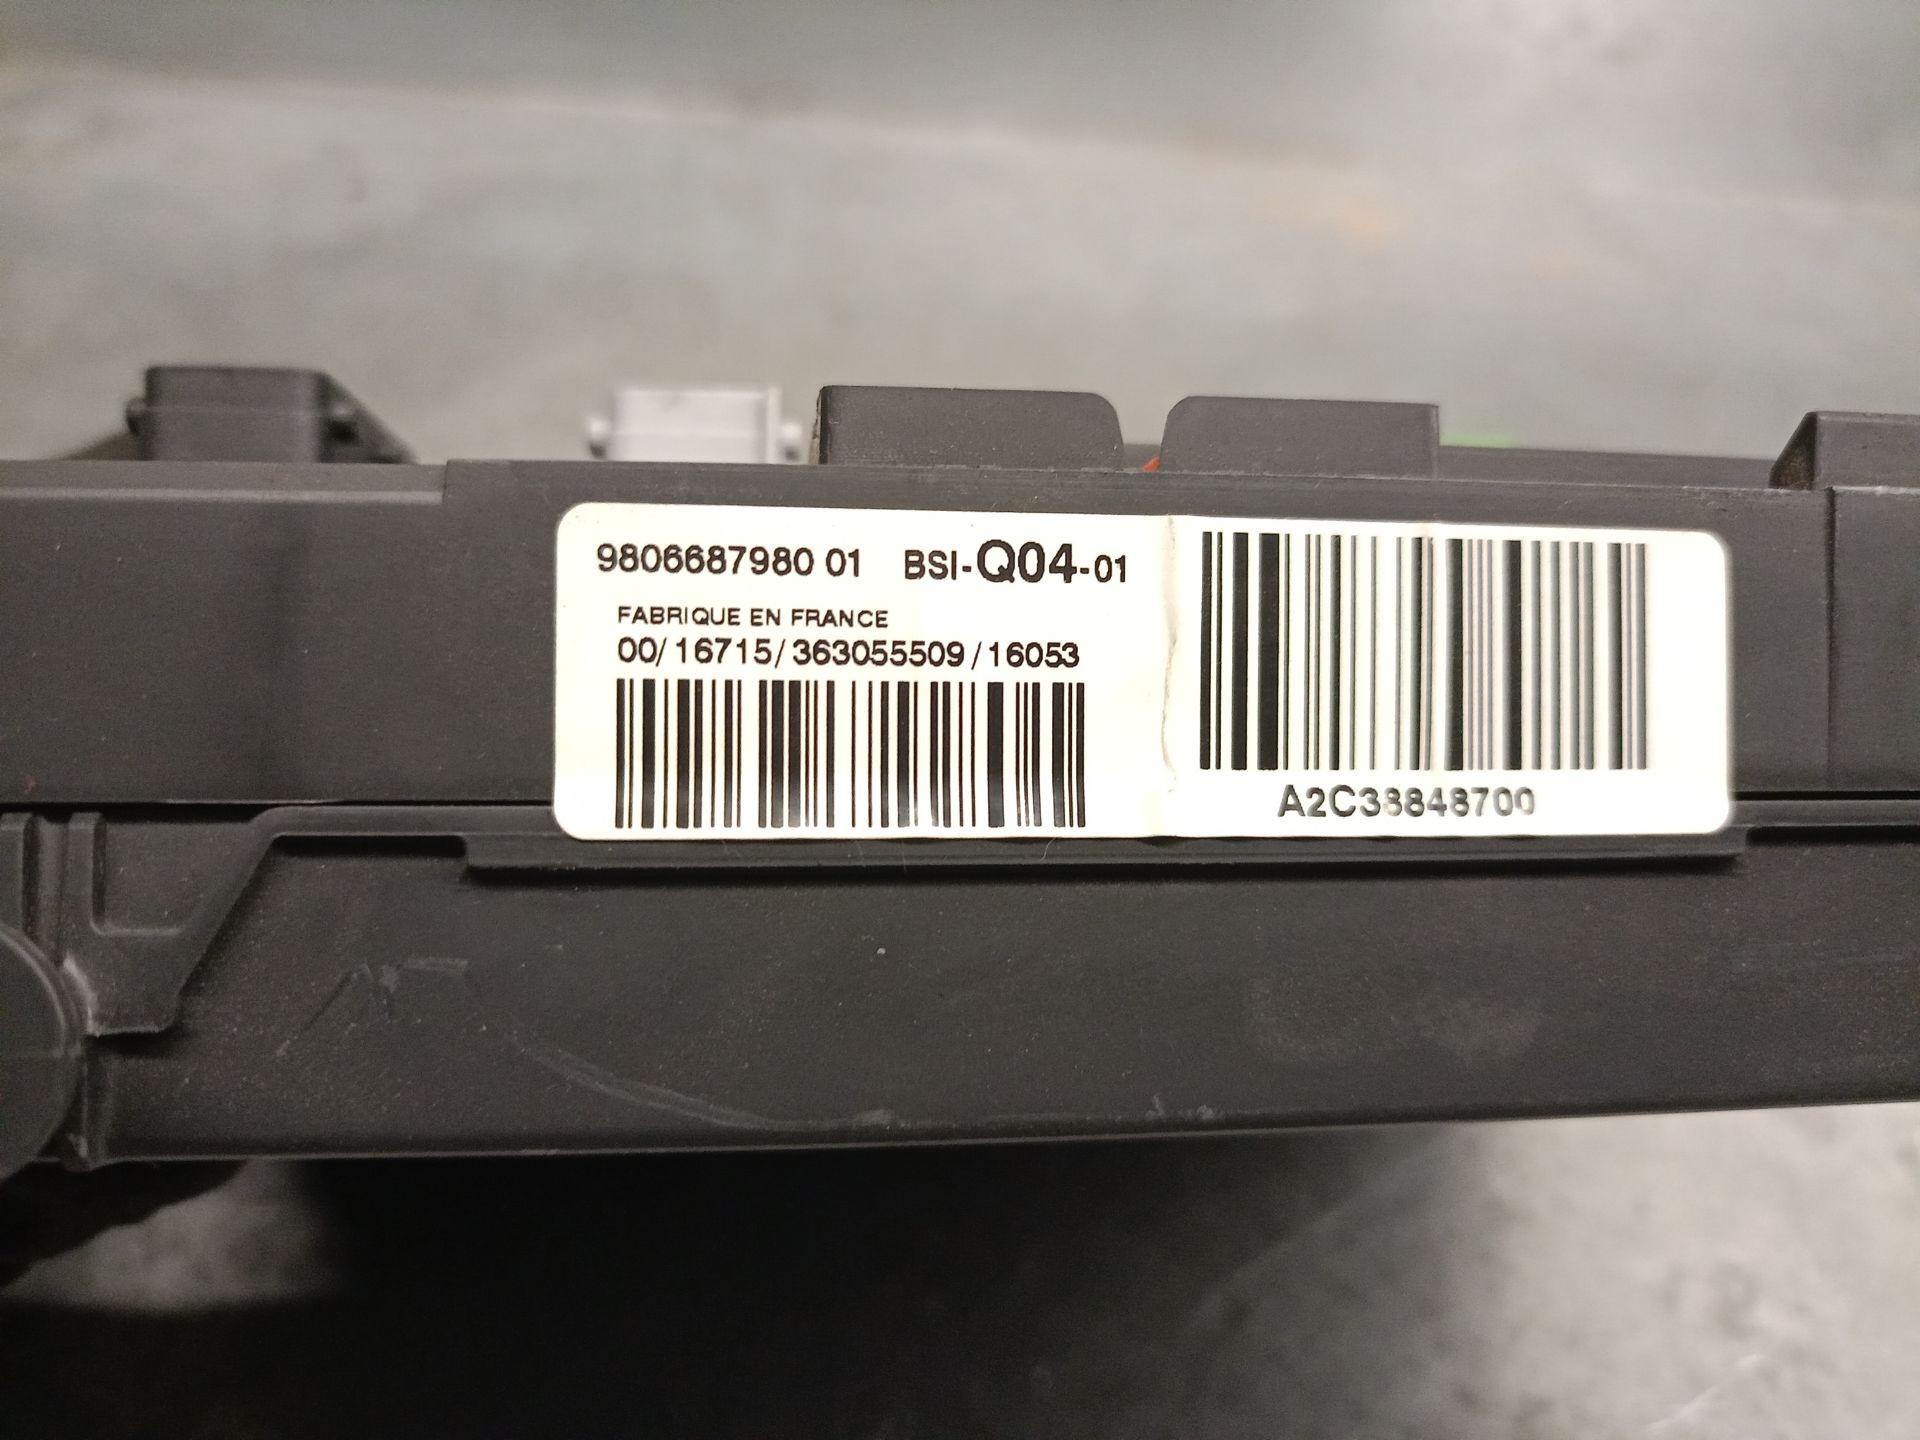 9806687980 01 BSI-Q04-01
FABRIQUE EN FRANCE
00/16715/363055509/16053
A2C38848700